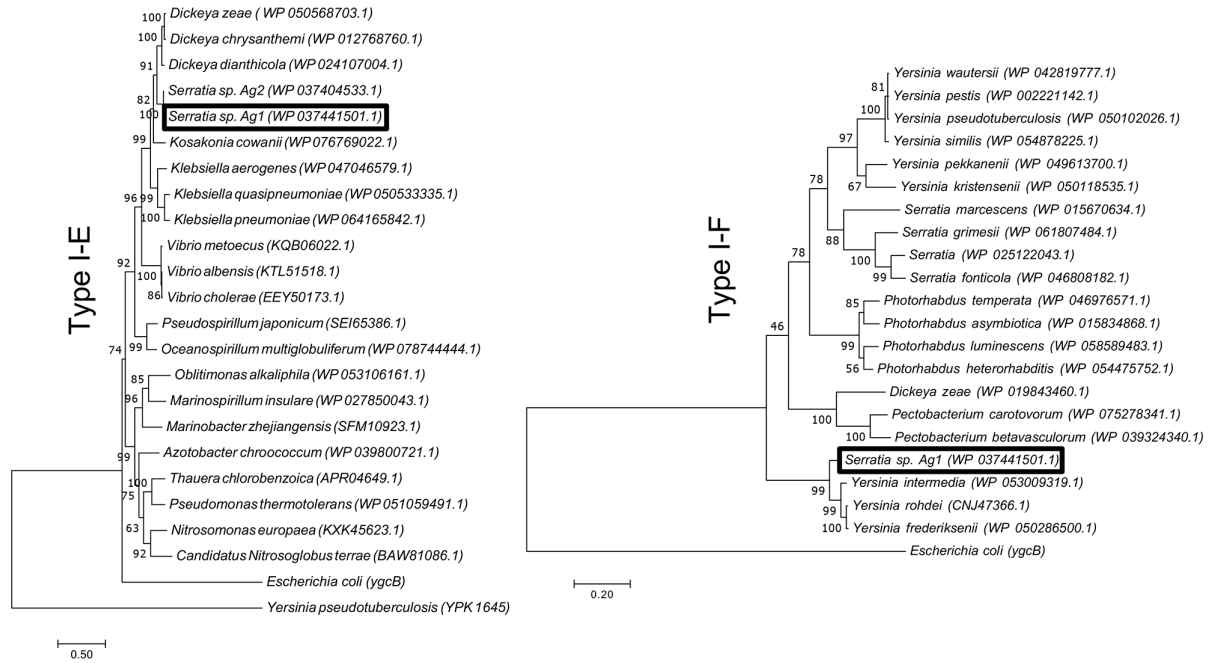 Type I-E
Dickeya zeae ( WP 050568703.1)
Dickeya chrysanthemi (WP 012768760.1)
Dickeya dianthicola (WP 024107004.1)
Serratia sp. Ag2 (WP 037404533.1)
Serratia sp. Ag1 (WP 037441501.1)
Kosakonia cowanii (WP 076769022.1)
Klebsiella aerogenes (WP 047046579.1)
Klebsiella quasipneumoniae (WP 050533335.1)
Klebsiella pneumoniae (WP 064165842.1)
Vibrio metoecus (KQB06022.1)
Vibrio albensis (KTL51518.1)
Vibrio cholerae (EEY50173.1)
Pseudospirillum japonicum (SEI65386.1)
Oceanospirillum multiglobuliferum (WP 078744444.1)
Oblitimonas alkaliphila (WP 053106161.1)
Marinospirillum insulare (WP 027850043.1)
Marinobacter zhejiangensis (SFM10923.1)
Azotobacter chroococcum (WP 039800721.1)
Thauera chlorobenzoica (APR04649.1)
Pseudomonas thermotolerans (WP 051059491.1)
Nitrosomonas europaea (KXK45623.1)
Candidatus Nitrosoglobus terrae (BAW81086.1)
Escherichia coli (ygcB)
Yersinia pseudotuberculosis (YPK 1645)
100
100
91
82
100
99
96
99
100
92
100
86
99
74
85
96
99
100
75
63
92
0.50
Type I-F
Yersinia wautersii (WP 042819777.1)
Yersinia pestis (WP 002221142.1)
Yersinia pseudotuberculosis (WP 050102026.1)
Yersinia similis (WP 054878225.1)
Yersinia pekkanenii (WP 049613700.1)
Yersinia kristensenii (WP 050118535.1)
Serratia marcescens (WP 015670634.1)
Serratia grimesii (WP 061807484.1)
Serratia (WP 025122043.1)
Serratia fonticola (WP 046808182.1)
Photorhabdus temperata (WP 046976571.1)
Photorhabdus asymbiotica (WP 015834868.1)
Photorhabdus luminescens (WP 058589483.1)
Photorhabdus heterorhabditis (WP 054475752.1)
Dickeya zeae (WP 019843460.1)
Pectobacterium carotovorum (WP 075278341.1)
Pectobacterium betavasculorum (WP 039324340.1)
Serratia sp. Ag1 (WP 037441501.1)
Yersinia intermedia (WP 053009319.1)
Yersinia rohdei (CNJ47366.1)
Yersinia frederiksenii (WP 050286500.1)
Escherichia coli (ygcB)
81
100
97
67
78
88
100
99
78
85
99
56
46
100
100
99
99
100
0.20